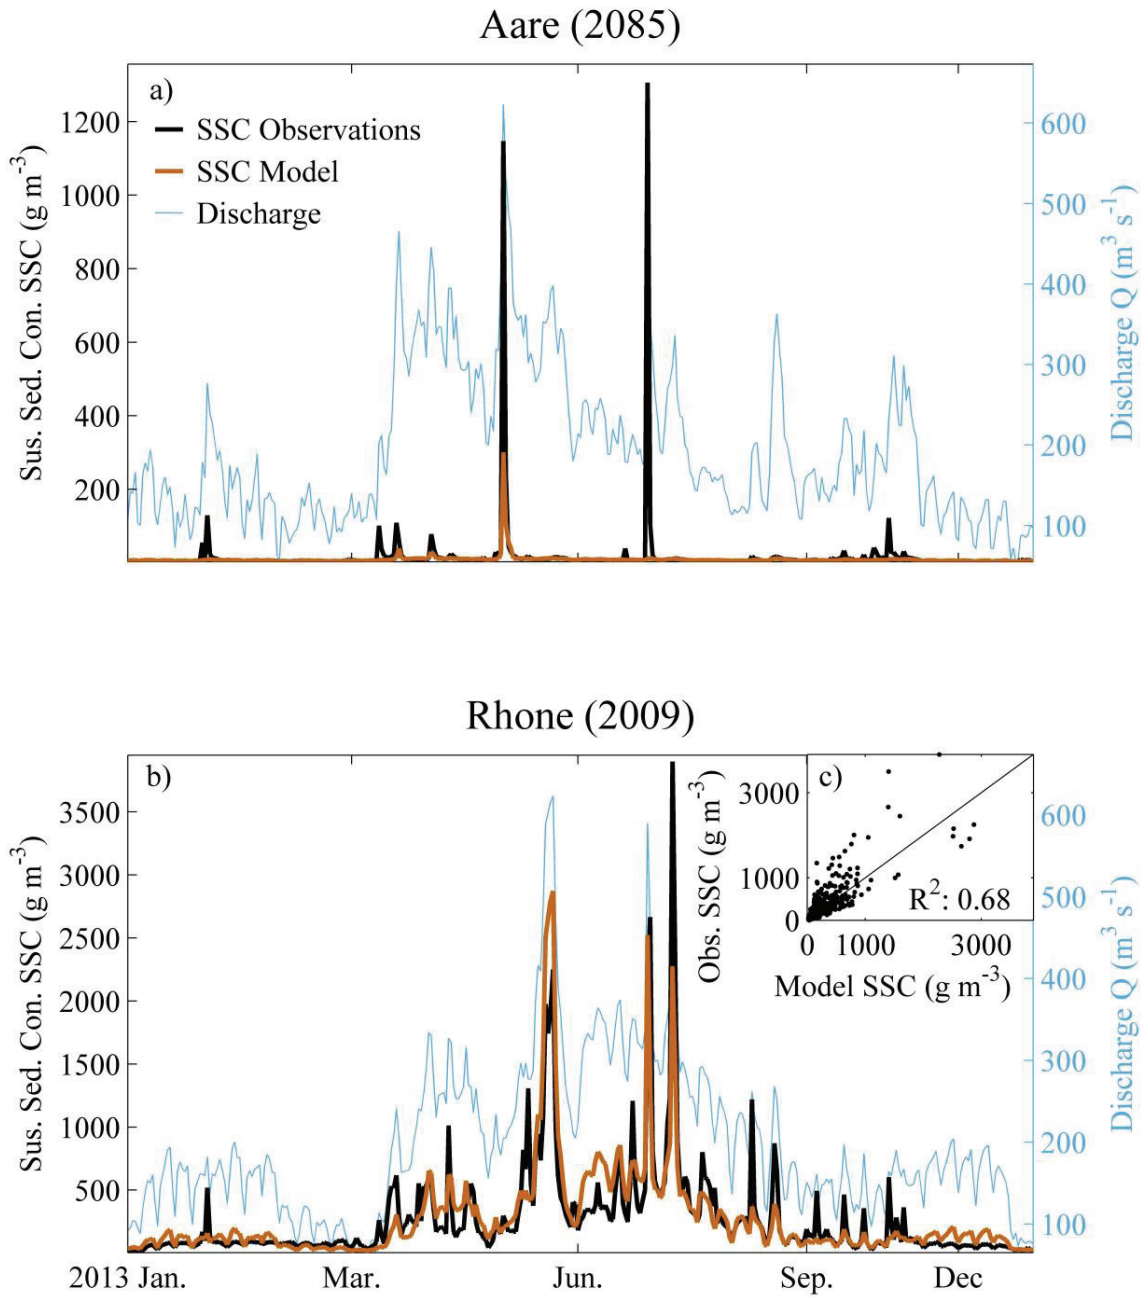 Aare (2085)
a)
SSC Observations
SSC Model
Discharge
Sus. Sed. Con. SSC (g m-3)
1200
1000
800
600
400
200
600
500
400
300
200
100
Discharge Q (m3 s-1)
Rhone (2009)
b)
Sus. Sed. Con. SSC (g m-3)
3500
3000
2500
2000
1500
1000
500
c)
Obs. SSC (g m-3)
3000
1000
0
R2: 0.68
0 1000 3000
Model SSC (g m-3)
600
500
400
300
200
100
Discharge Q (m3 s-1)
2013 Jan. Mar. Jun. Sep. Dec